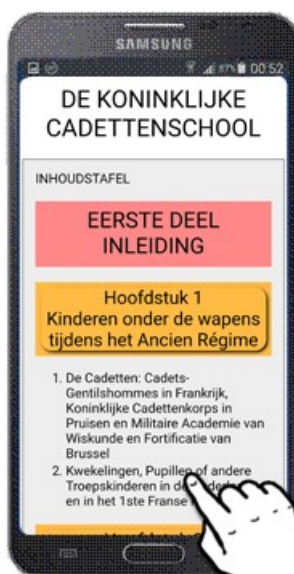 SAMSUNG
00:52
DE KONINKLIJKE
CADETTENSCHOOL
INHOUDSTAFEL
EERSTE DEEL
INLEIDING
Hoofdstuk 1
Kinderen onder de wapens
tijdens het Ancien Régime
1. De Cadetten: Cadets-
Gentilshommes in Frankrijk,
Koninklijke Cadettenkorps in
Pruisen en Militaire Academie van
Wiskunde en Fortificatie van
Brussel
2. Kwekelingen, Pupillen of andere
Troepskinderen in de
en in het 1ste Franse